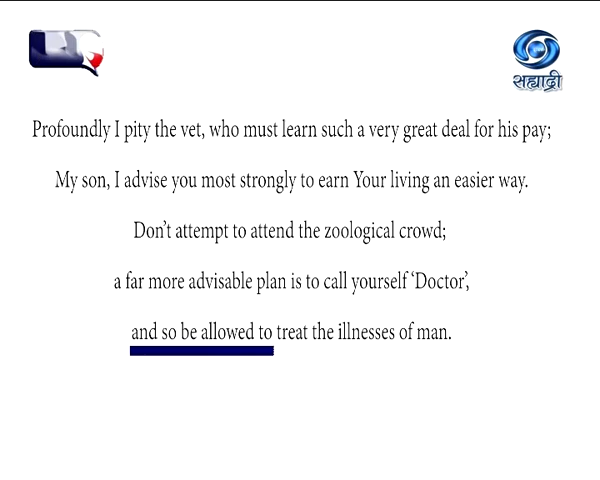 सह्याद्री
Profoundly I pity the vet, who must learn such a very great deal for his pay;
My son, I advise you most strongly to earn Your living an easier way.
Don’t attempt to attend the zoological crowd;
a far more advisable plan is to call yourself ‘Doctor’,
and so be allowed to treat the illnesses of man.